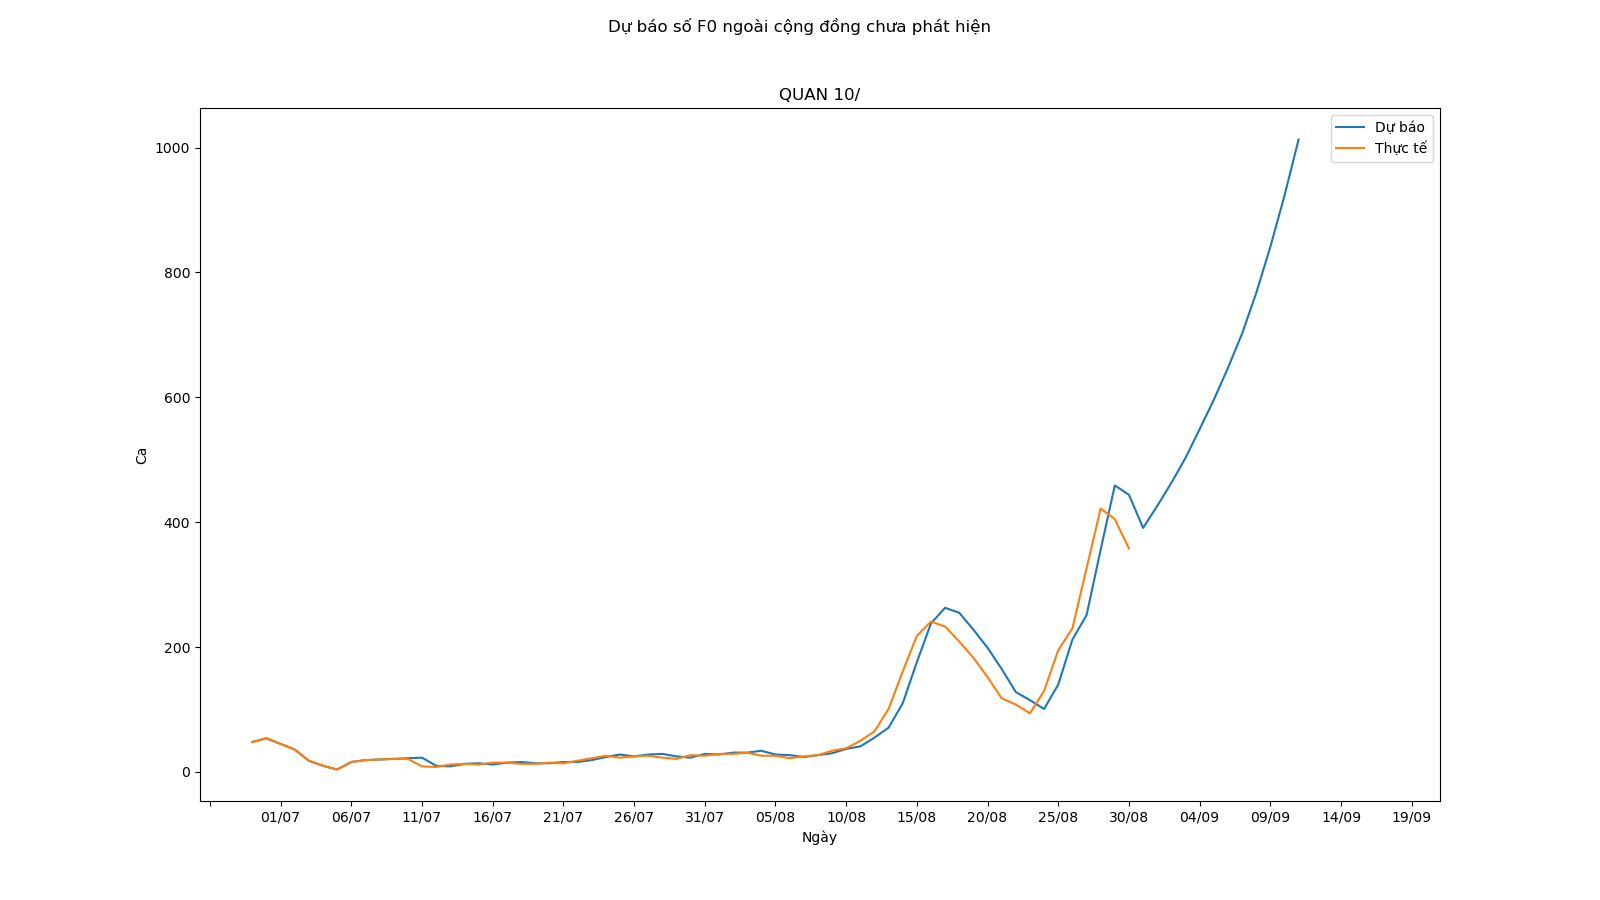 Dự báo số F0 ngoài cộng đồng chưa phát hiện
QUAN 10/
Dự báo
Thực tế
1000
800
600
400
200
0
Ca
01/07 06/07 11/07 16/07 21/07 26/07 31/07 05/08 10/08 15/08 20/08 25/08 30/08 04/09 09/09 14/09 19/09
Ngày